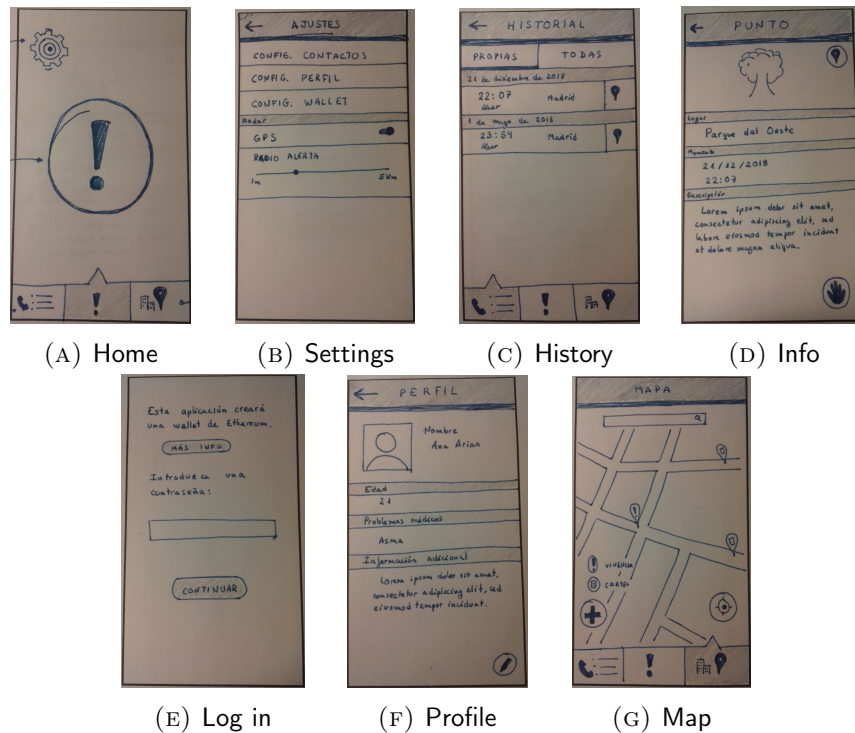 AJUSTES
CONFIG. CONTACTOS
CONFIG. PERFIL
CONFIG. WALLET
Radar
GPS
RADIO ALERTA
1m
5Km
HISTORIAL
PROPIAS
TODAS
21 de diciembre de 2018
22:07
Madrid
1 de mayo de 2018
23:54
Madrid
PUNTO
Lugar
Parque del Oeste
Momento
21/12/2018
22:07
Descripción
Lorem ipsum dolor sit amet,
consectetur adipiscing elit, sed
labore eiusmod tempor incidunt
et dolore magna aliqua.
(A) Home
(B) Settings
(C) History
(D) Info
Esta aplicación creará
una wallet de Ethereum.
MÁS INFO
Introduzca una
contraseña:
CONTINUAR
PERFIL
Nombre
Ana Arias
Edad
21
Problemas médicos
Asma
Información adicional
Lorem ipsum dolor sit amet,
consectetur adipiscing elit, sed
eiusmod tempor incidunt.
MAPA
VIVENCIA
CARTEL
(E) Log in
(F) Profile
(G) Map